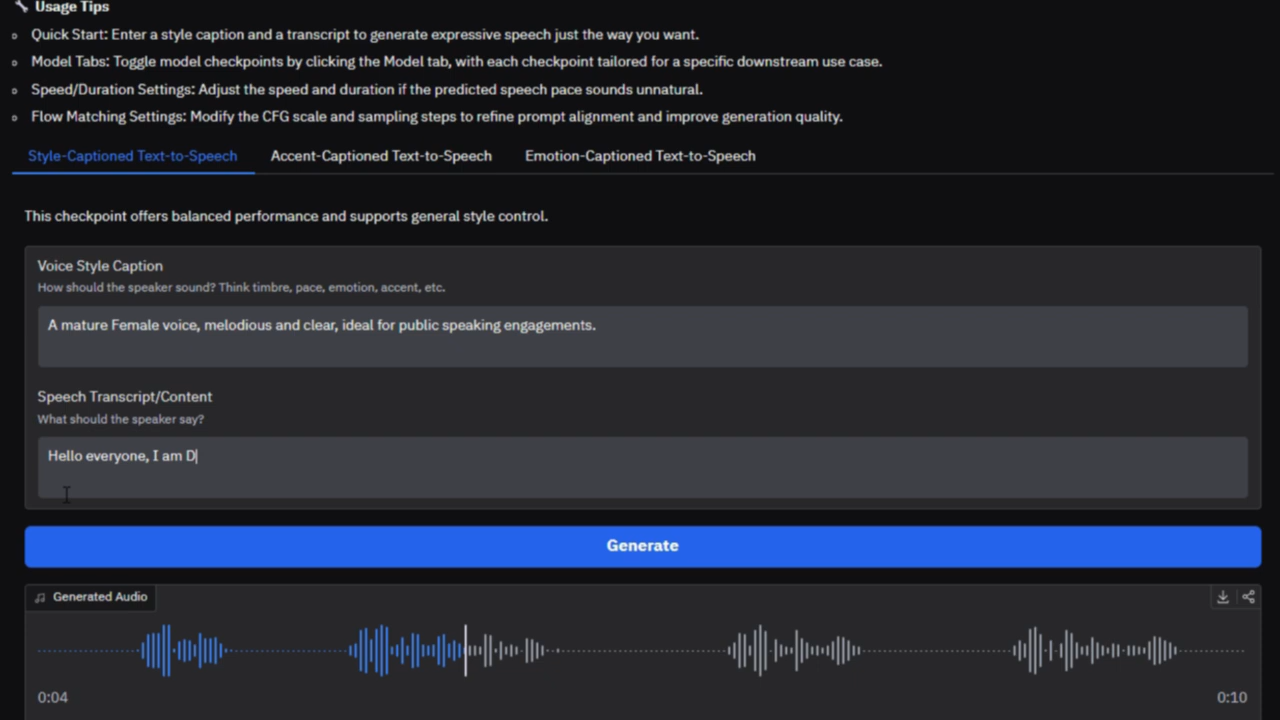 Usage Tips
Quick Start: Enter a style caption and a transcript to generate expressive speech just the way you want.
Model Tabs: Toggle model checkpoints by clicking the Model tab, with each checkpoint tailored for a specific downstream use case.
Speed/Duration Settings: Adjust the speed and duration if the predicted speech pace sounds unnatural.
Flow Matching Settings: Modify the CFG scale and sampling steps to refine prompt alignment and improve generation quality.
Style-Captioned Text-to-Speech Accent-Captioned Text-to-Speech Emotion-Captioned Text-to-Speech
This checkpoint offers balanced performance and supports general style control.
Voice Style Caption
How should the speaker sound? Think timbre, pace, emotion, accent, etc.
A mature Female voice, melodious and clear, ideal for public speaking engagements.
Speech Transcript/Content
What should the speaker say?
Hello everyone, I am D
Generate
Generated Audio
0:04 0:10